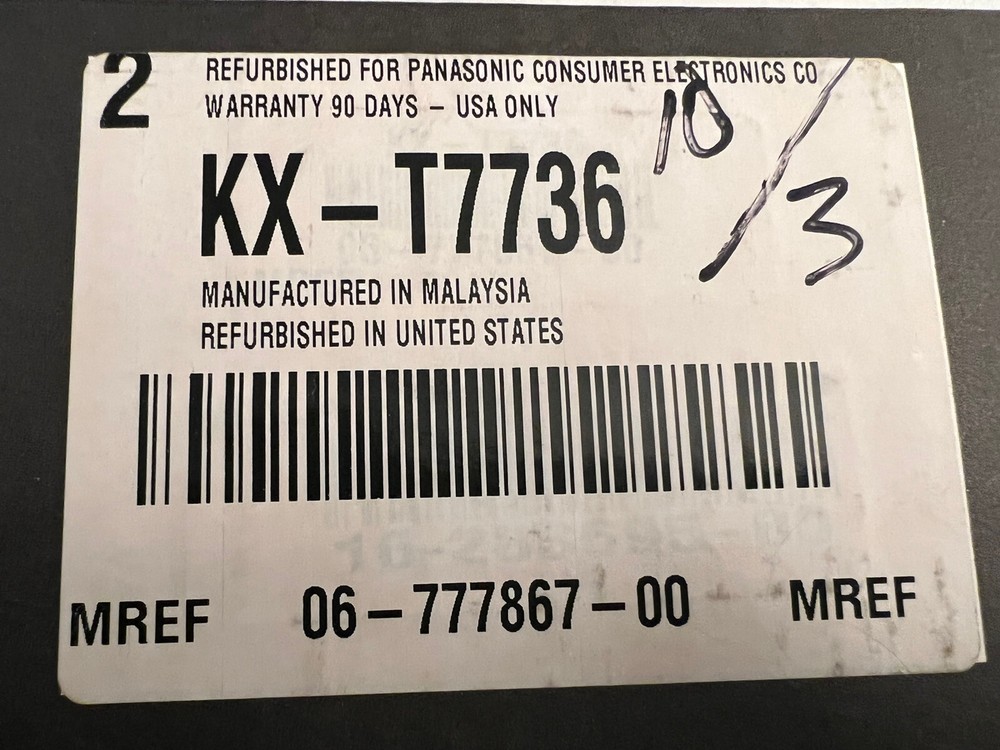 2
REFURBISHED FOR PANASONIC CONSUMER ELECTRONICS CO
WARRANTY 90 DAYS – USA ONLY
10/3
KX–T7736
MANUFACTURED IN MALAYSIA
REFURBISHED IN UNITED STATES
MREF 06–777867–00 MREF